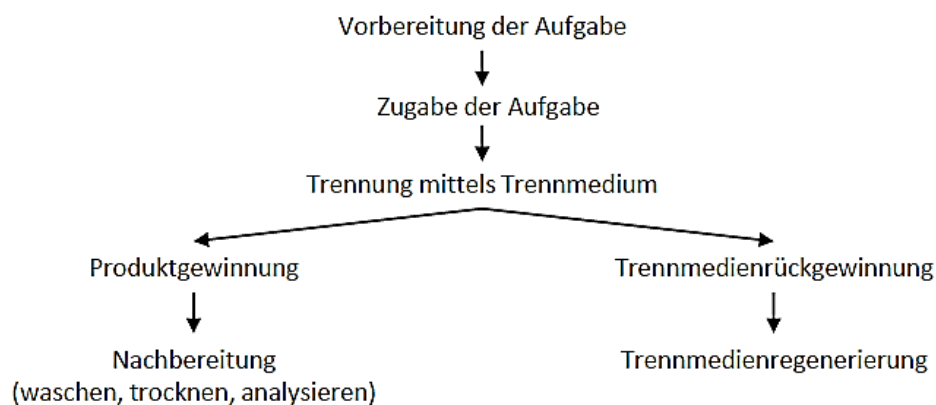 Vorbereitung der Aufgabe
Zugabe der Aufgabe
Trennung mittels Trennmedium
Produktgewinnung
Trennmedienrückgewinnung
Nachbereitung
(waschen, trocknen, analysieren)
Trennmedienregenerierung